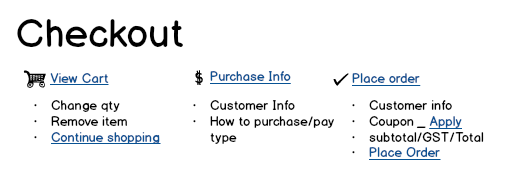 Checkout
View Cart
· Change qty
· Remove item
· Continue shopping
$ Purchase Info
· Customer Info
· How to purchase/pay
type
Place order
· Customer info
· Coupon _ Apply
· subtotal/GST/Total
· Place Order